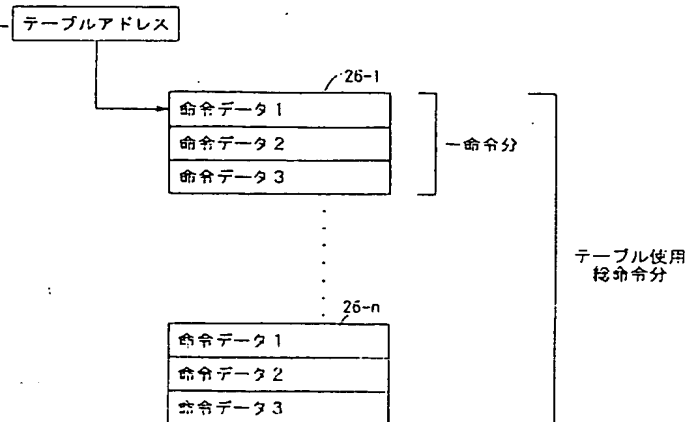 テーブルアドレス
26-1
命令データ1
命令データ2
命令データ3
一命令分
テーブル使用
総命令分
26-n
命令データ1
命令データ2
命令データ3